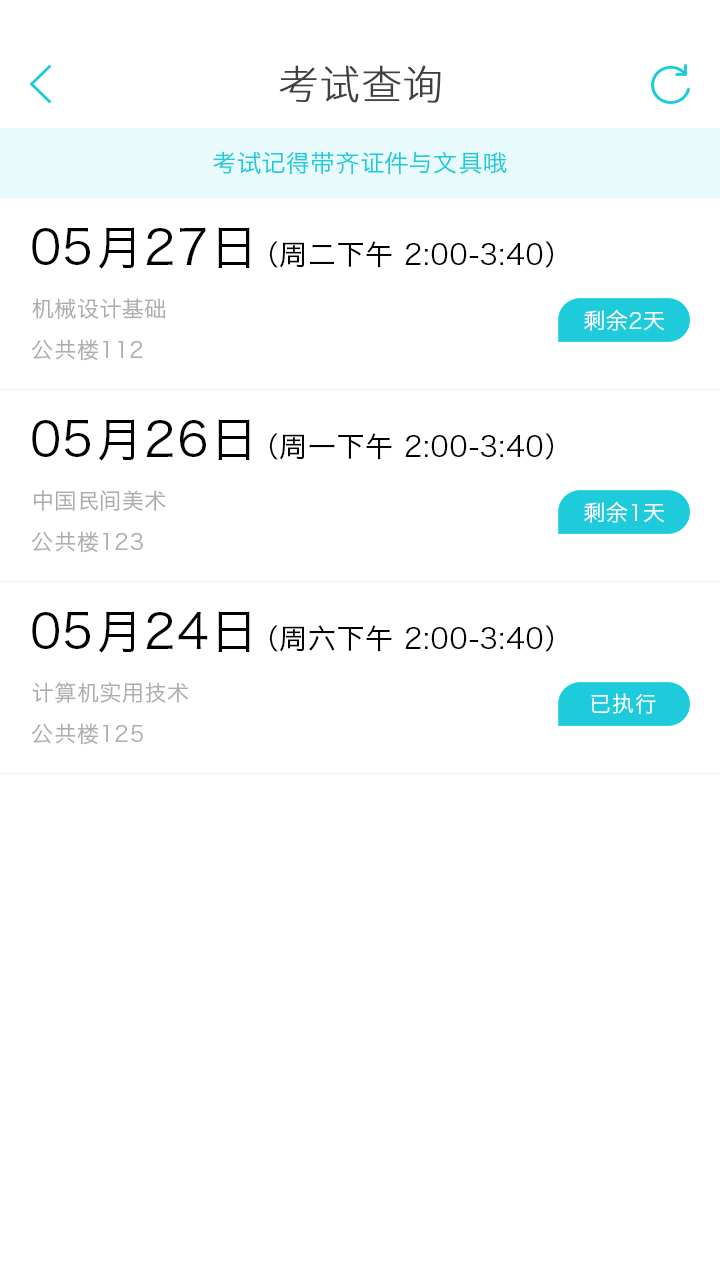 考试查询
考试记得带齐证件与文具哦
05月27日（周二下午 2:00-3:40）
机械设计基础
剩余2天
公共楼112
05月26日（周一下午 2:00-3:40）
中国民间美术
剩余1天
公共楼123
05月24日（周六下午 2:00-3:40）
计算机实用技术
已执行
公共楼125